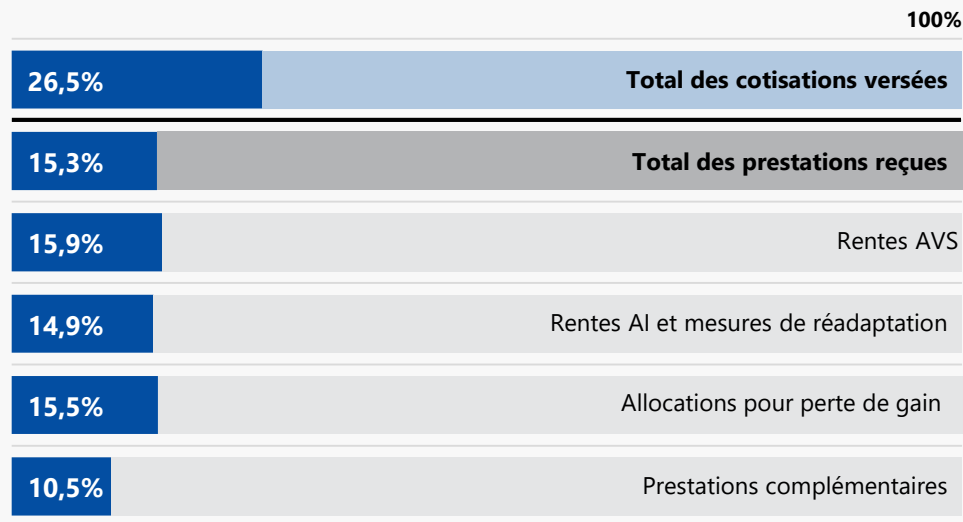 100%
26,5% Total des cotisations versées
15,3% Total des prestations reçues
15,9% Rentes AVS
14,9% Rentes AI et mesures de réadaptation
15,5% Allocations pour perte de gain
10,5% Prestations complémentaires